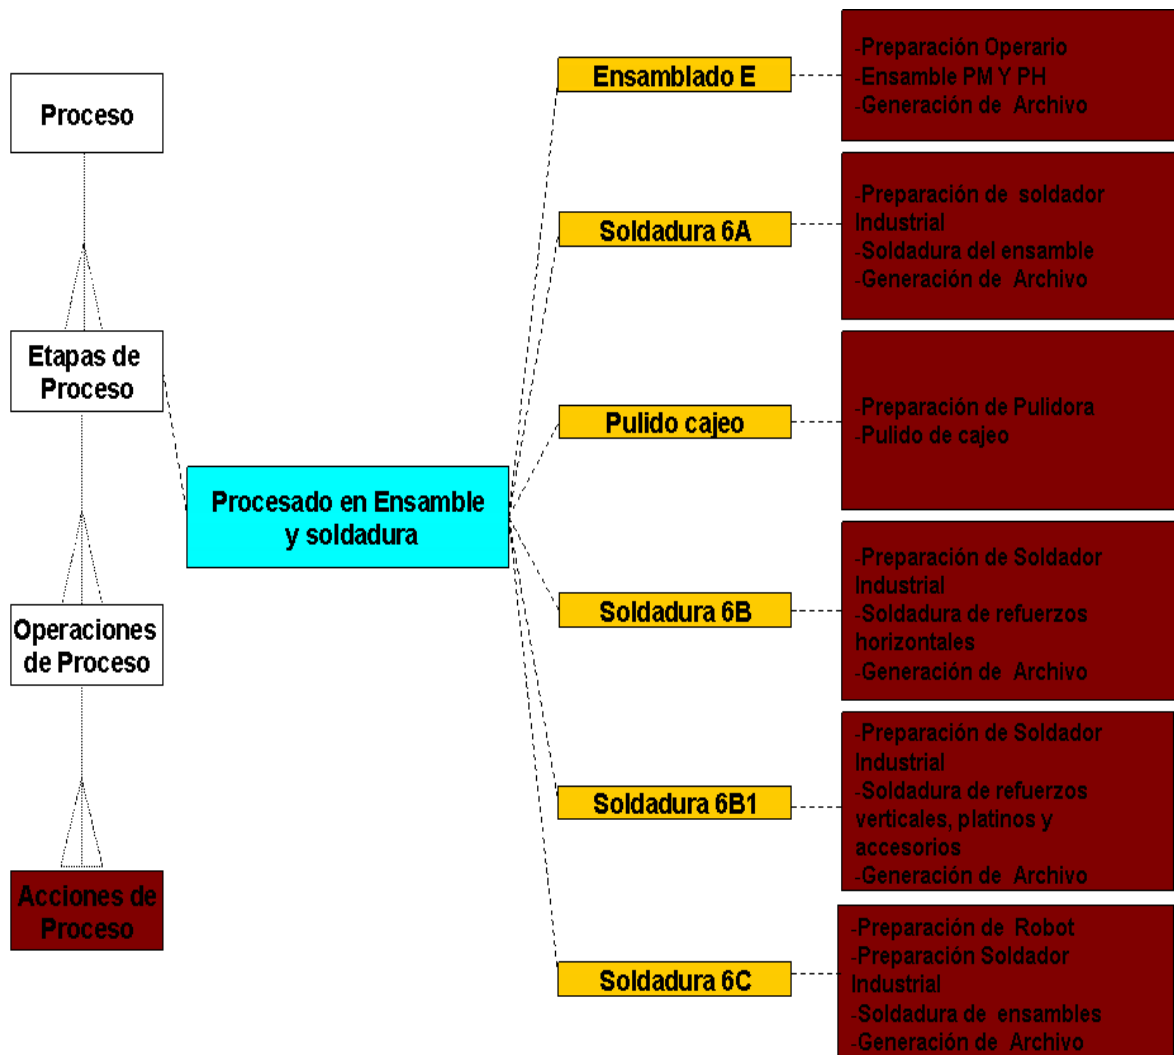 Proceso
Etapas de
Proceso
Operaciones
de Proceso
Acciones de
Proceso
Procesado en Ensamble
y soldadura
Ensamblado E
-Preparación Operario
-Ensamble PM Y PH
-Generación de Archivo
Soldadura 6A
-Preparación de soldador
Industrial
-Soldadura del ensamble
-Generación de Archivo
Pulido cajeo
-Preparación de Pulidora
-Pulido de cajeo
Soldadura 6B
-Preparación de Soldador
Industrial
-Soldadura de refuerzos
horizontales
-Generación de Archivo
Soldadura 6B1
-Preparación de Soldador
Industrial
-Soldadura de refuerzos
verticales, platinos y
accesorios
-Generación de Archivo
Soldadura 6C
-Preparación de Robot
-Preparación Soldador
Industrial
-Soldadura de ensambles
-Generación de Archivo